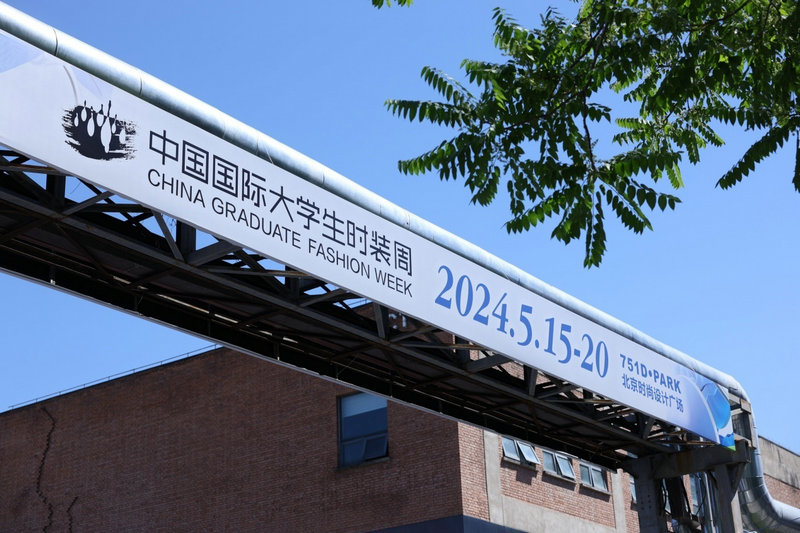 中国国际大学生时装周
CHINA GRADUATE FASHION WEEK
2024.5.15-20
751D•PARK
北京时尚设计广场